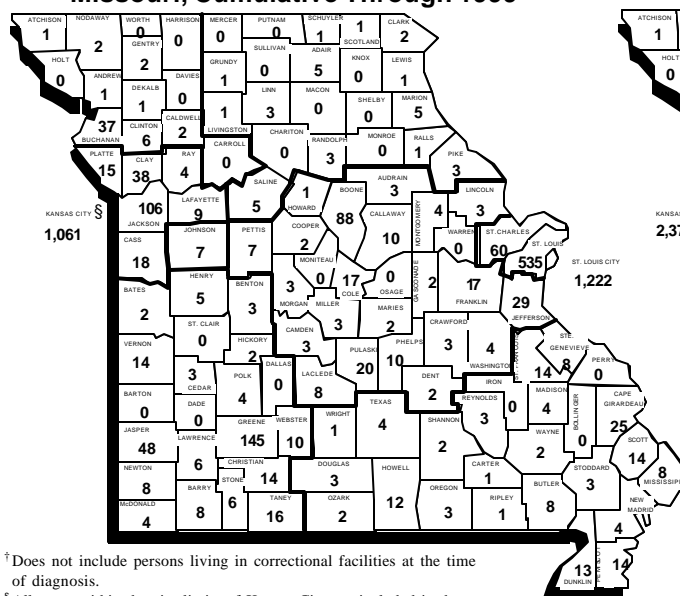 Missouri, Cumulative Through
ATCHISON
1
NODAWAY
2
WORTH
0
HARRISON
0
MERCER
0
PUTNAM
0
SCHUYLER
1
SCOTLAND
1
CLARK
2
HOLT
0
ANDREW
1
GENTRY
2
DEKALB
1
DAVIES
0
GRUNDY
1
SULLIVAN
0
ADAIR
5
KNOX
0
LEWIS
1
BUCHANAN
37
CLINTON
6
CALDWELL
2
LIVINGSTON
1
LINN
3
MACON
0
SHELBY
0
MARION
5
PLATTE
15
CLAY
38
RAY
4
CARROLL
0
CHARITON
0
RANDOLPH
3
MONROE
0
RALLS
1
PIKE
3
KANSAS CITY §
1,061
JACKSON
106
LAFAYETTE
9
SALINE
5
HOWARD
1
BOONE
88
AUDRAIN
3
CALLAWAY
10
MONTGOMERY
4
LINCOLN
3
WARREN
0
ST.CHARLES
60
ST. LOUIS
535
ST. LOUIS CITY
1,222
CASS
18
JOHNSON
7
PETTIS
7
COOPER
2
MONITEAU
0
MORGAN
3
COLE
17
OSAGE
0
GASCONADE
2
FRANKLIN
17
JEFFERSON
29
BATES
2
HENRY
5
BENTON
3
MILLER
3
MARIES
2
CAMDEN
3
VERNON
14
ST. CLAIR
0
HICKORY
2
PULASKI
20
PHELPS
10
CRAWFORD
3
WASHINGTON
4
14
STE.
GENEVIEVE
8
PERRY
0
BARTON
0
CEDAR
3
POLK
4
DALLAS
0
LACLEDE
8
DENT
2
IRON
0
REYNOLDS
3
MADISON
4
BOLLINGER
0
CAPE
GIRARDEAU
25
JASPER
48
DADE
0
GREENE
145
WEBSTER
10
WRIGHT
1
TEXAS
4
SHANNON
2
WAYNE
2
SCOTT
14
NEWTON
8
LAWRENCE
6
CHRISTIAN
14
DOUGLAS
3
HOWELL
12
CARTER
1
BUTLER
8
STODDARD
3
MISSISSIPPI
8
McDONALD
4
BARRY
8
STONE
6
TANEY
16
OZARK
2
OREGON
3
RIPLEY
1
NEW
MADRID
4
DUNKLIN
13
PEMISCOT
14
ATCHISON
1
HOLT
0
KANSA
2,37
† Does not include persons living in correctional facilities at the time
of diagnosis.